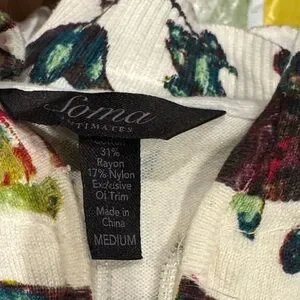 Soma
INTIMATES
31%
Rayon
17% Nylon
Exclusive
Of Trim
Made in
China
MEDIUM